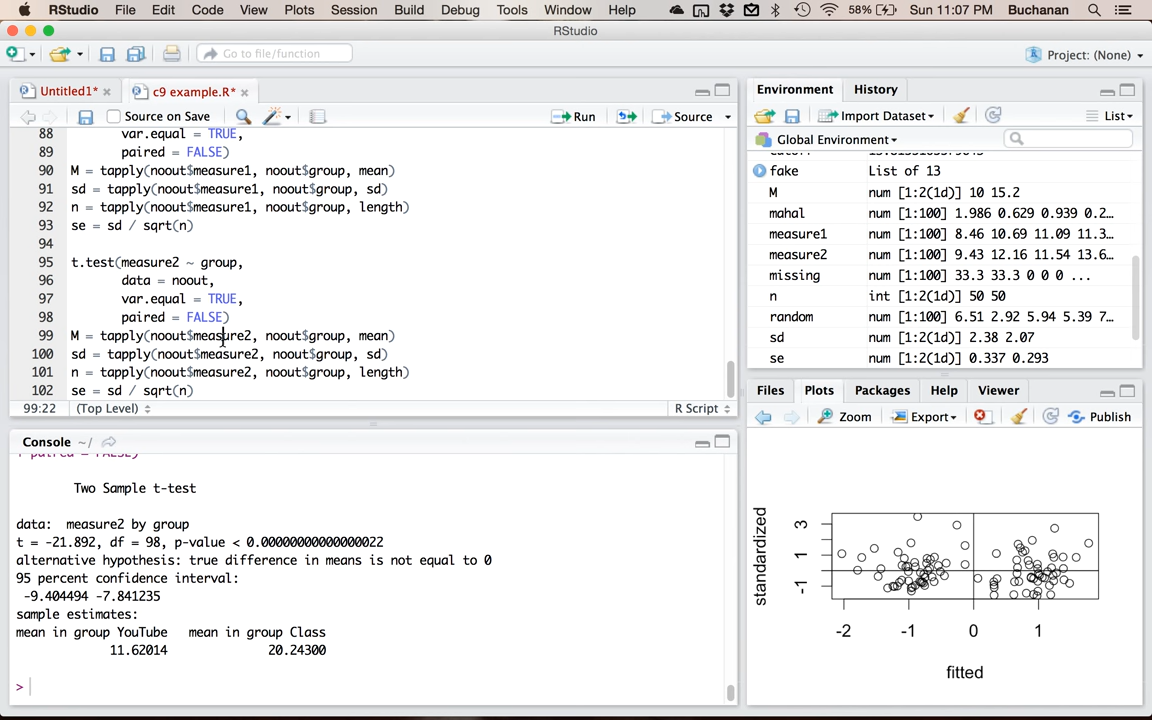 RStudio File Edit Code View Plots Session Build Debug Tools Window Help 58% Sun 11:07 PM Buchanan
RStudio
Go to file/function
Project: (None)
Untitled1*
c9 example.R*
Source on Save
Run
Source
88 var.equal = TRUE,
89 paired = FALSE)
90 M = tapply(noout$measure1, noout$group, mean)
91 sd = tapply(noout$measure1, noout$group, sd)
92 n = tapply(noout$measure1, noout$group, length)
93 se = sd / sqrt(n)
94
95 t.test(measure2 ~ group,
96 data = noout,
97 var.equal = TRUE,
98 paired = FALSE)
99 M = tapply(noout$measure2, noout$group, mean)
100 sd = tapply(noout$measure2, noout$group, sd)
101 n = tapply(noout$measure2, noout$group, length)
102 se = sd / sqrt(n)
99:22 (Top Level) R Script
Console ~/
Two Sample t-test
data: measure2 by group
t = -21.892, df = 98, p-value < 0.00000000000000022
alternative hypothesis: true difference in means is not equal to 0
95 percent confidence interval:
-9.404494 -7.841235
sample estimates:
mean in group YouTube mean in group Class
11.62014 20.24300
>
Environment History
Import Dataset
List
Global Environment
fake List of 13
M num [1:2(1d)] 10 15.2
mahal num [1:100] 1.986 0.629 0.939 0.2…
measure1 num [1:100] 8.46 10.69 11.09 11.3…
measure2 num [1:100] 9.43 12.16 11.54 13.6…
missing num [1:100] 33.3 33.3 0 0 0 ...
n int [1:2(1d)] 50 50
random num [1:100] 6.51 2.92 5.94 5.39 7…
sd num [1:2(1d)] 2.38 2.07
se num [1:2(1d)] 0.337 0.293
Files Plots Packages Help Viewer
Zoom Export Publish
standardized
3
1
-1
-2 -1 0 1
fitted